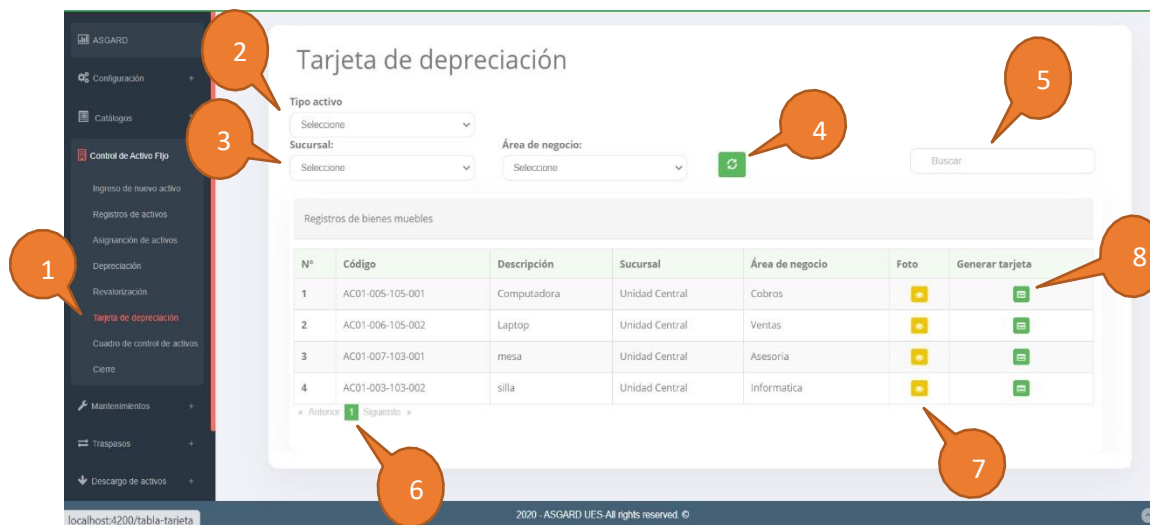 ASGARD
Configuración +
Catálogos
Control de Activo Fijo
Ingreso de nuevo activo
Registros de activos
Asignanción de activos
Depreciación
Revalorización
Tarjeta de depreciación
Cuadro de control de activos
Cierre
Mantenimientos +
Traspasos +
Descargo de activos +
localhost:4200/tabla-tarjeta
1
2
3
4
5
6
7
8
Tarjeta de depreciación
Tipo activo
Seleccione
Sucursal: Área de negocio:
Seleccione Seleccione Buscar
Registros de bienes muebles
N° Código Descripción Sucursal Área de negocio Foto Generar tarjeta
1 AC01-005-105-001 Computadora Unidad Central Cobros
2 AC01-006-105-002 Laptop Unidad Central Ventas
3 AC01-007-103-001 mesa Unidad Central Asesoria
4 AC01-003-103-002 silla Unidad Central Informatica
« Anterior 1 Siguiente »
2020 - ASGARD UES-All rights reserved. ©